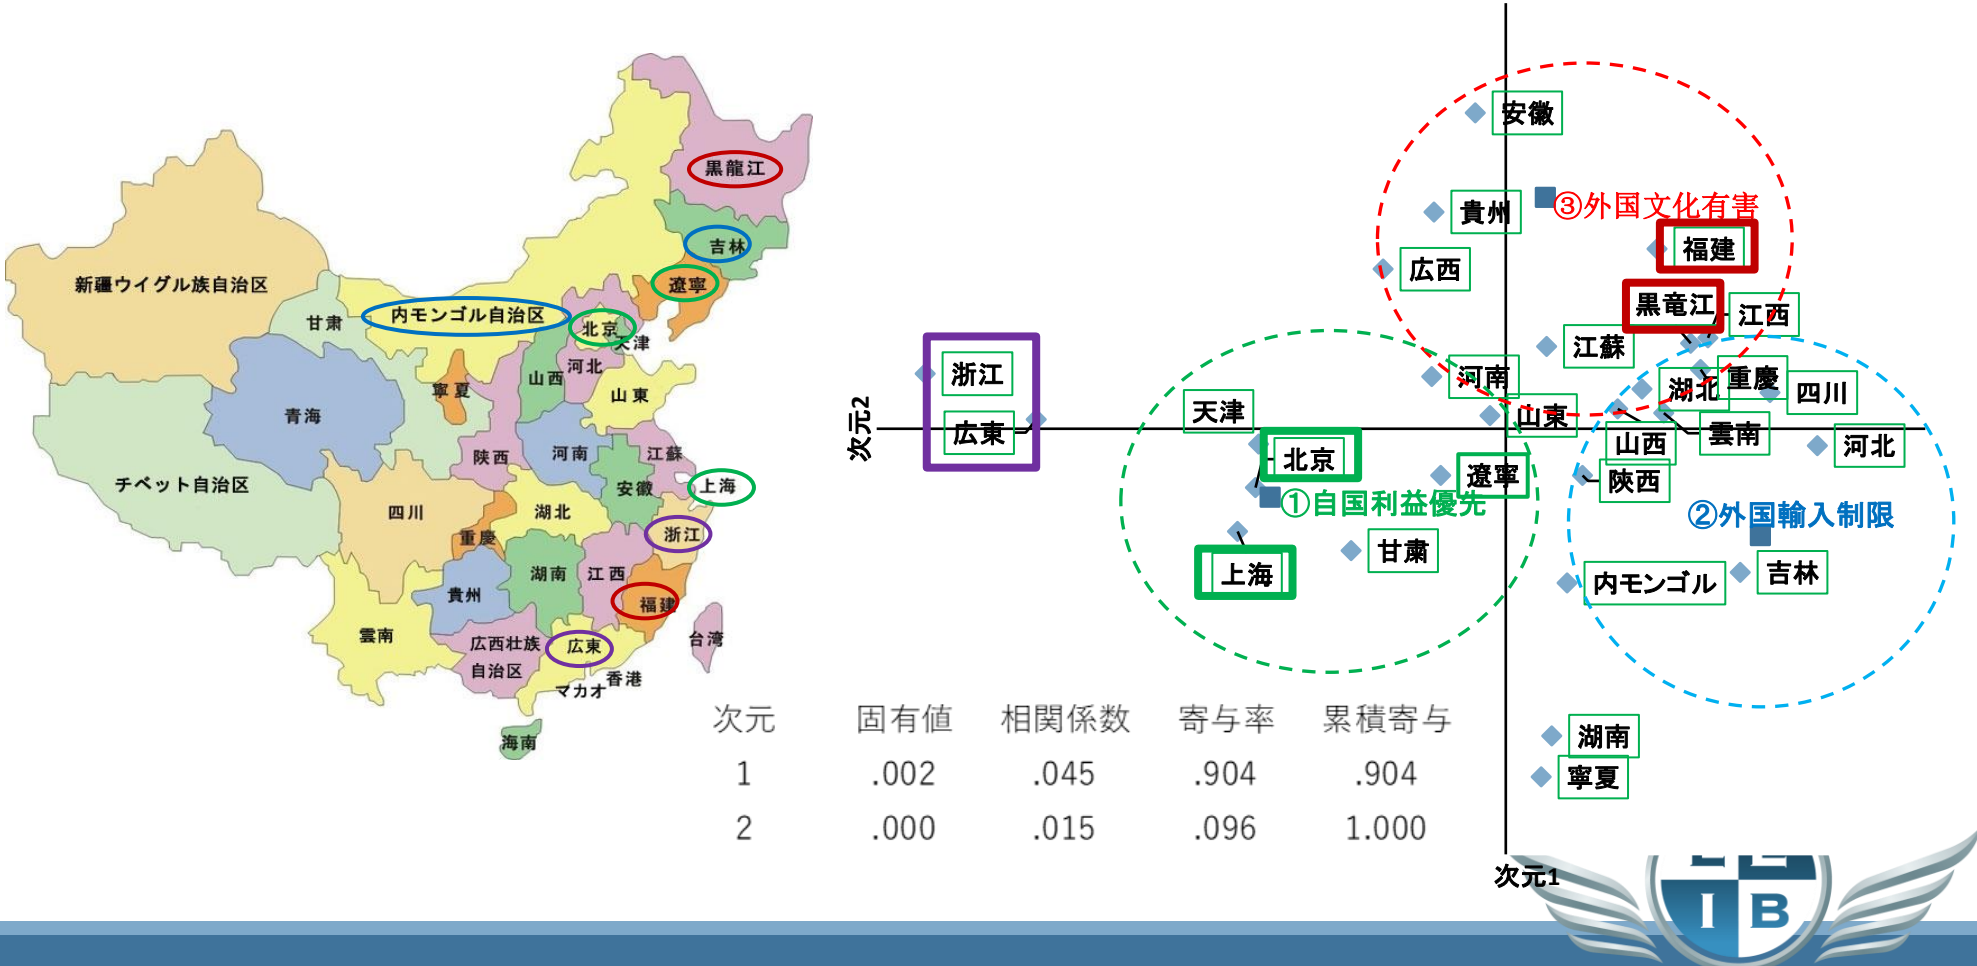 黒龍江
吉林
遼寧
新疆ウイグル族自治区
内モンゴル自治区
甘粛
北京
天津
河北
山西
寧夏
山東
青海
陝西
河南
江蘇
チベット自治区
安徽
上海
四川
湖北
浙江
重慶
湖南
江西
貴州
福建
雲南
広西壮族
自治区
広東
台湾
香港
マカオ
海南
安徽
③外国文化有害
貴州
福建
広西
黒竜江
江西
江蘇
浙江
河南
重慶
湖北
四川
天津
山東
広東
次元2
雲南
山西
河北
北京
遼寧
陝西
①自国利益優先
②外国輸入制限
甘粛
上海
内モンゴル
吉林
湖南
寧夏
次元1
次元 固有値 相関係数 寄与率 累積寄与
1 .002 .045 .904 .904
2 .000 .015 .096 1.000
I B